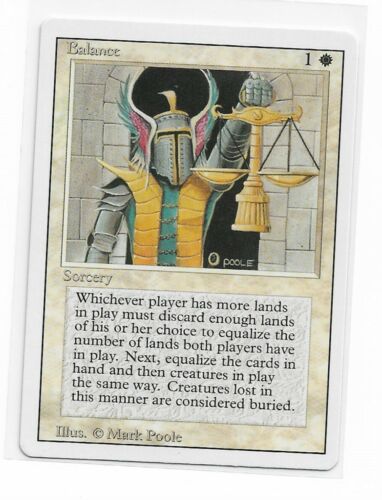 Balance 1
POOLE
Sorcery
Whichever player has more lands
in play must discard enough lands
of his or her choice to equalize the
number of lands both players have
in play. Next, equalize the cards in
hand and then creatures in play
the same way. Creatures lost in
this manner are considered buried.
Illus. © Mark Poole